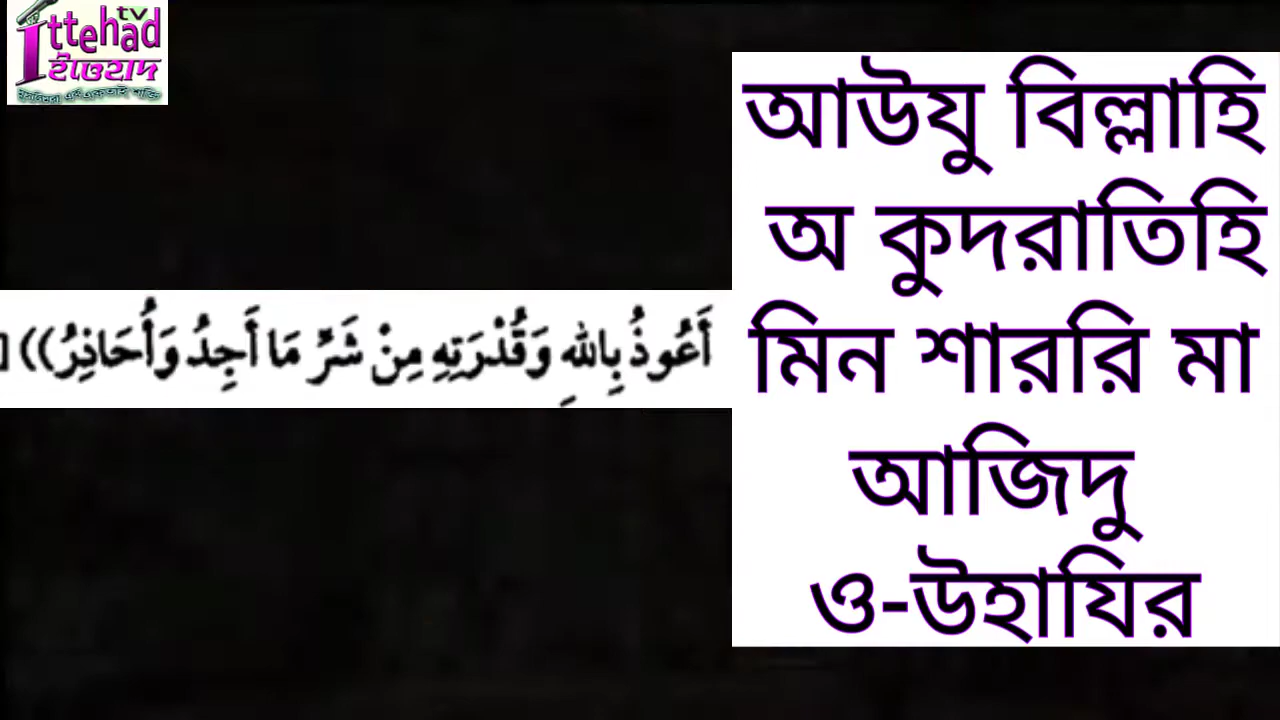 Ittehad tv
ইত্তেহাদ
أَعُوذُ بِاللهِ وَقُدْرَتِهِ مِنْ شَرِّ مَا أَجِدُ وَأُحَاذِرُ))
আউযু বিল্লাহি
অ কুদরাতিহি
মিন শাররি মা
আজিদু
ও-উহাযির